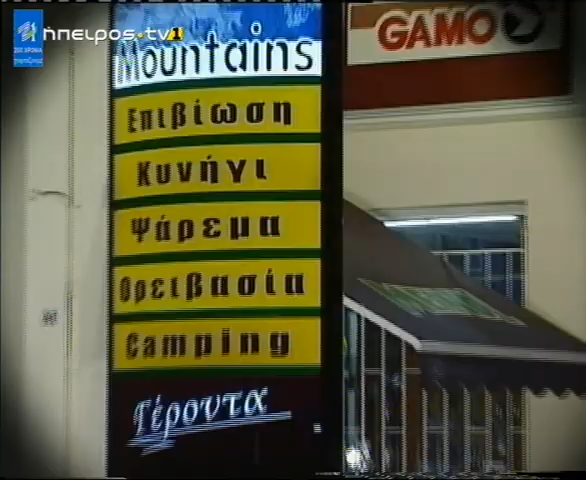 ηπειρος.tv1
Mountains
GAMO
Επιβίωση
Κυνήγι
Ψάρεμα
Ορειβασία
Camping
Γέροντα